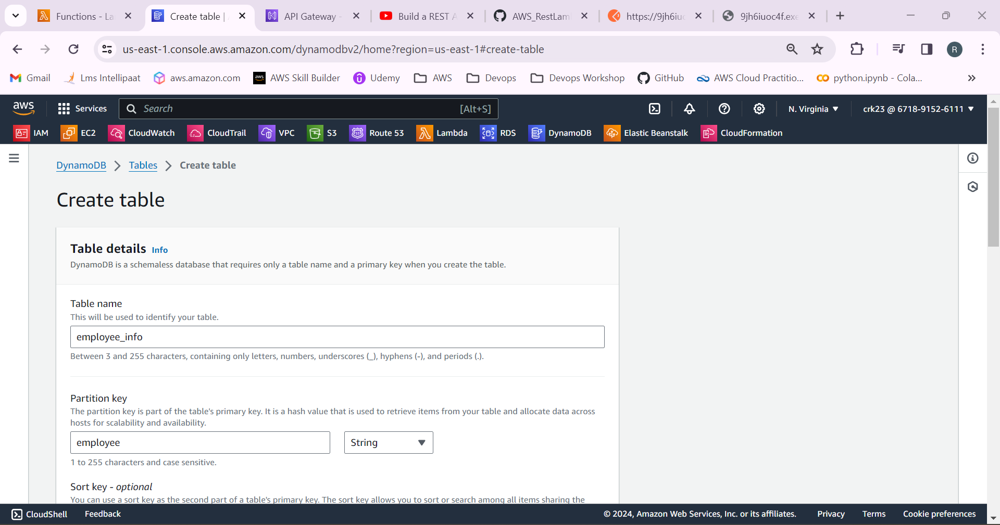 Functions - La
Create table |
API Gateway -
Build a REST A
AWS_RestLam
https://9jh6iuc
9jh6iuoc4f.exe
us-east-1.console.aws.amazon.com/dynamodbv2/home?region=us-east-1#create-table
R
Gmail
Lms Intellipaat
aws.amazon.com
aws
AWS Skill Builder
Udemy
AWS
Devops
Devops Workshop
GitHub
AWS Cloud Practitio...
python.ipynb - Cola...
aws
Services
Search
[Alt+S]
N. Virginia
crk23 @ 6718-9152-6111
IAM
EC2
CloudWatch
CloudTrail
VPC
S3
Route 53
Lambda
RDS
DynamoDB
Elastic Beanstalk
CloudFormation
DynamoDB
Tables
Create table
Create table
Table details Info
DynamoDB is a schemaless database that requires only a table name and a primary key when you create the table.
Table name
This will be used to identify your table.
employee_info
Between 3 and 255 characters, containing only letters, numbers, underscores (_), hyphens (-), and periods (.).
Partition key
The partition key is part of the table's primary key. It is a hash value that is used to retrieve items from your table and allocate data across
hosts for scalability and availability.
employee
String
1 to 255 characters and case sensitive.
Sort key - optional
You can use a sort key as the second part of a table's primary key. The sort key allows you to sort or search among all items sharing the
CloudShell
Feedback
© 2024, Amazon Web Services, Inc. or its affiliates.
Privacy
Terms
Cookie preferences